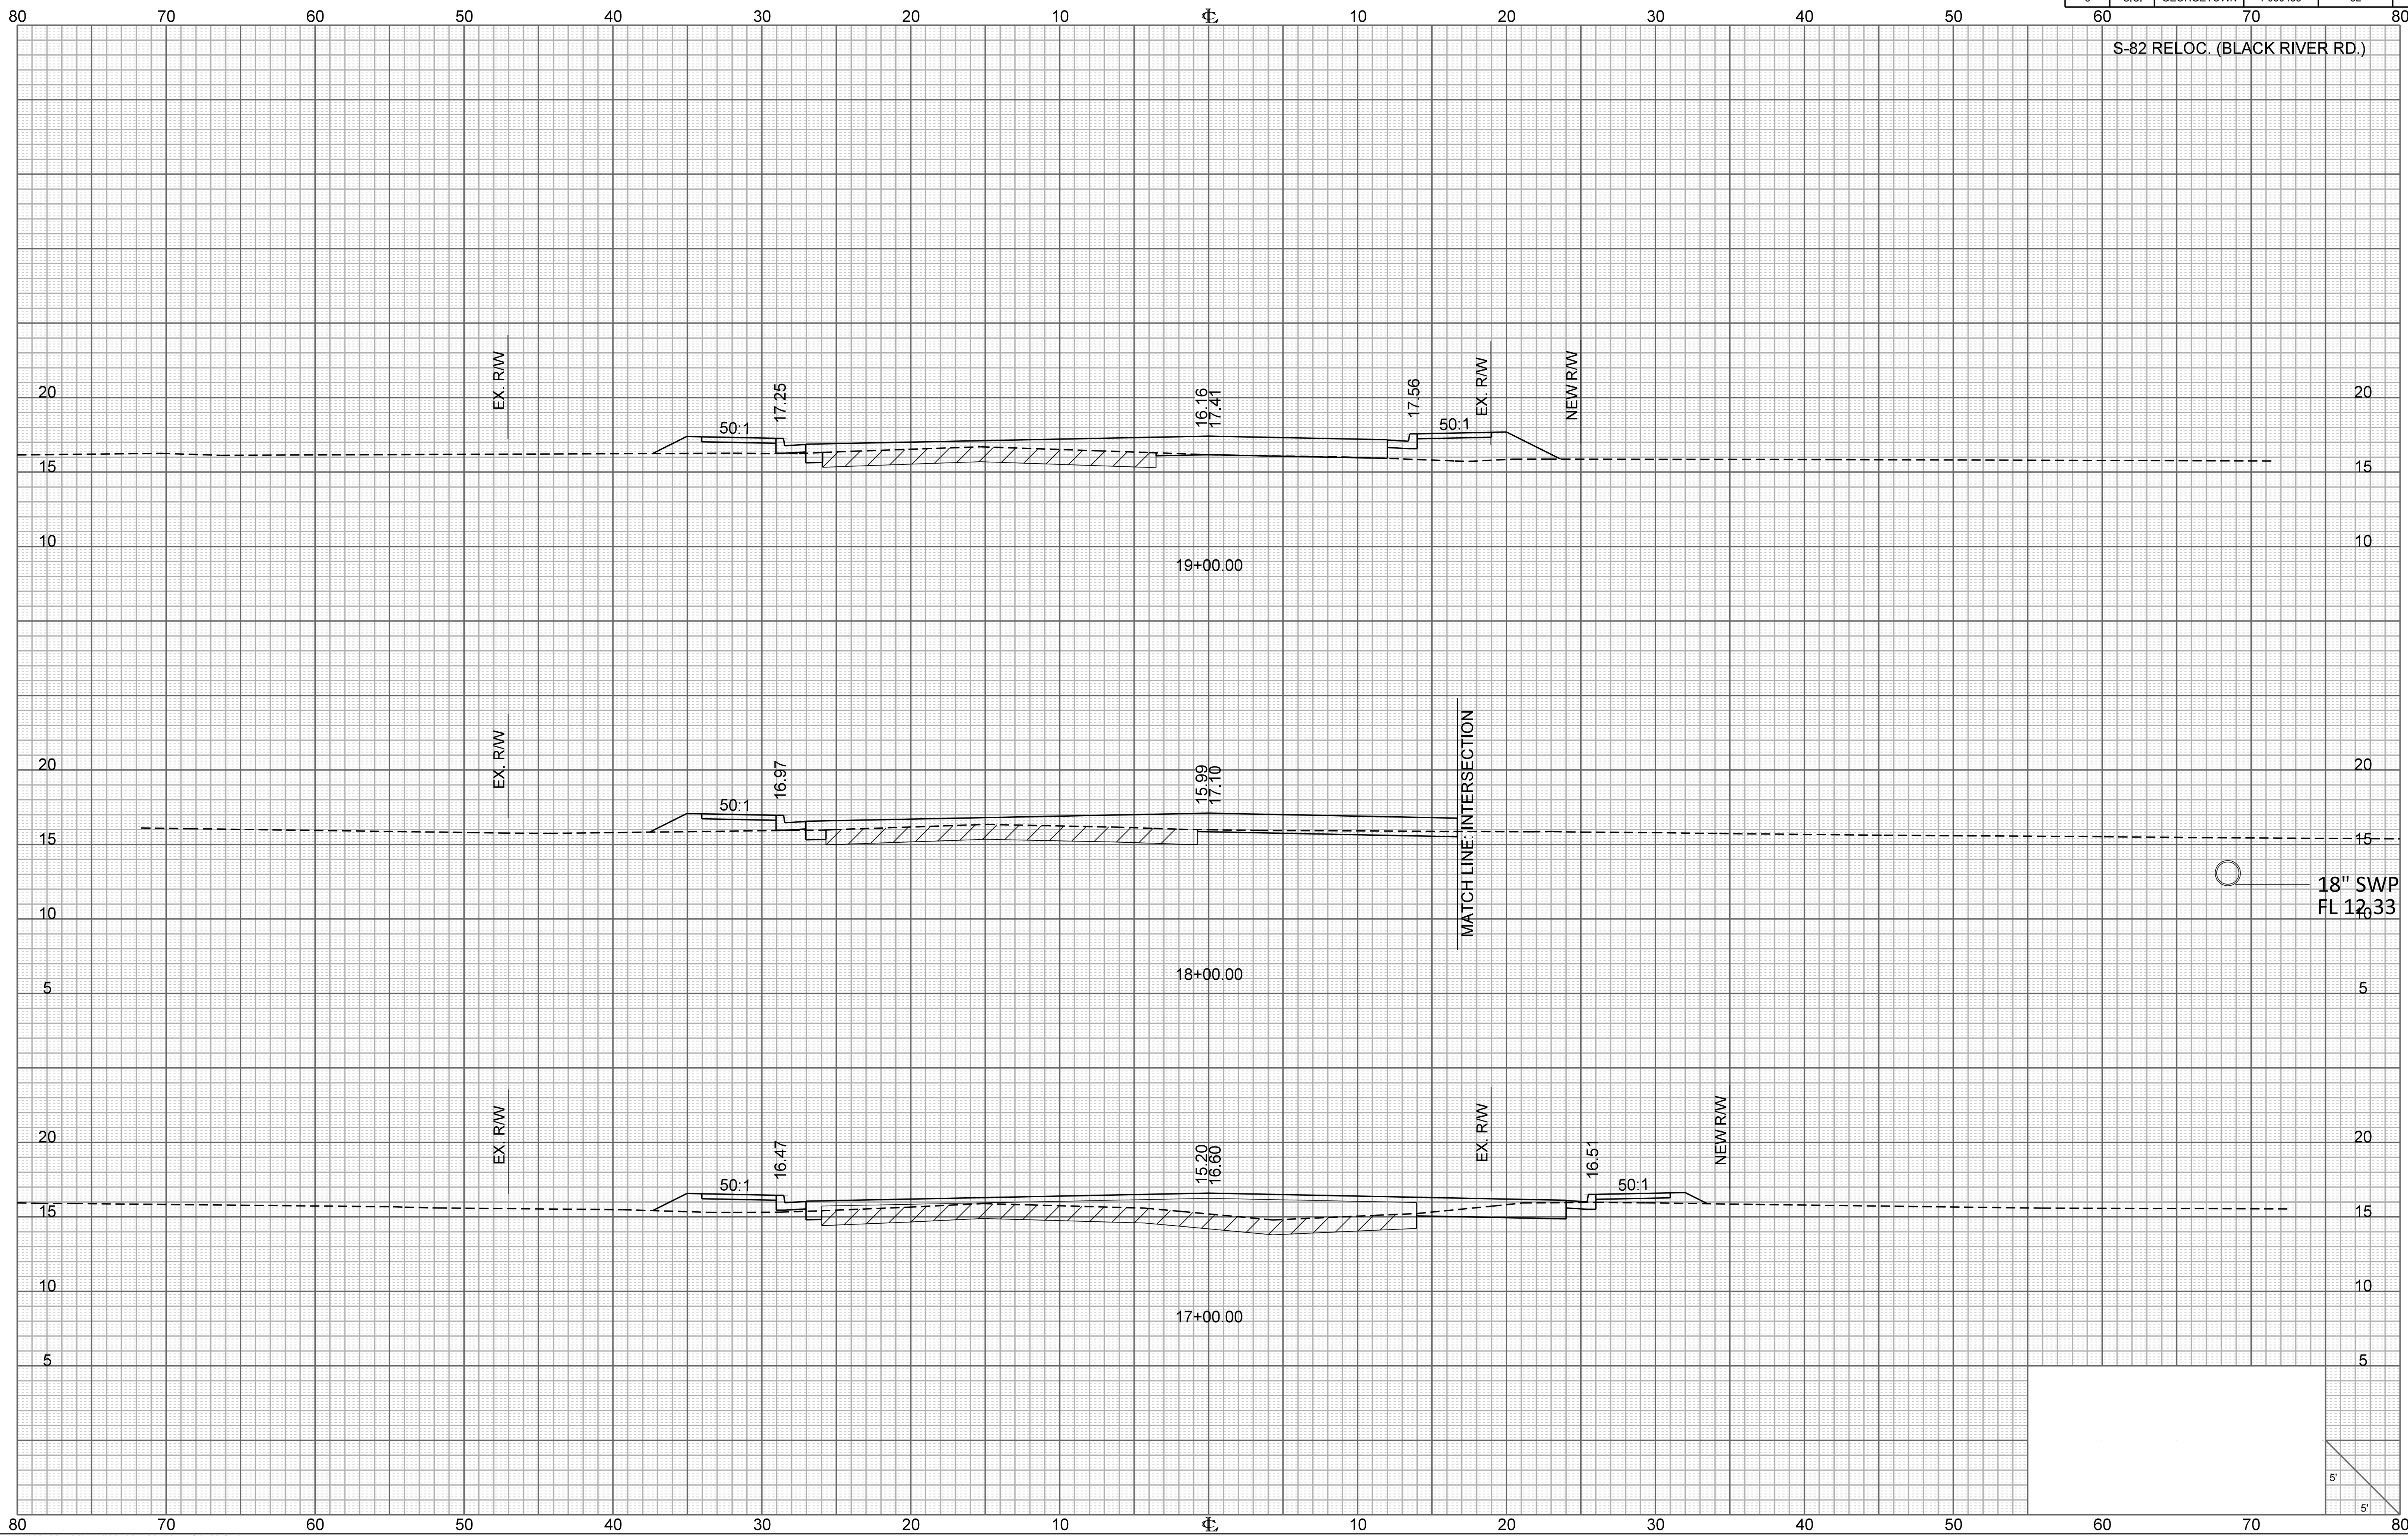 80 70 60 50 40 30 20 10 ℄ 10 20 30 40 50 60 70 80
S-82 RELOC. (BLACK RIVER RD.)
EX. R/W
17.25
16.16
17.41
17.56
EX. R/W
NEW R/W
20 20
50:1 50:1
15 15
10 10
19+00.00
EX. R/W
16.97
15.99
17.10
MATCH LINE: INTERSECTION
20 20
50:1
15 15
18" SWP
FL 12.33
10 10
18+00.00
5 5
EX. R/W
16.47
15.20
16.60
EX. R/W
16.51
NEW R/W
20 20
50:1 50:1
15 15
10 10
17+00.00
5 5
5'
5'
80 70 60 50 40 30 20 10 ℄ 10 20 30 40 50 60 70 80